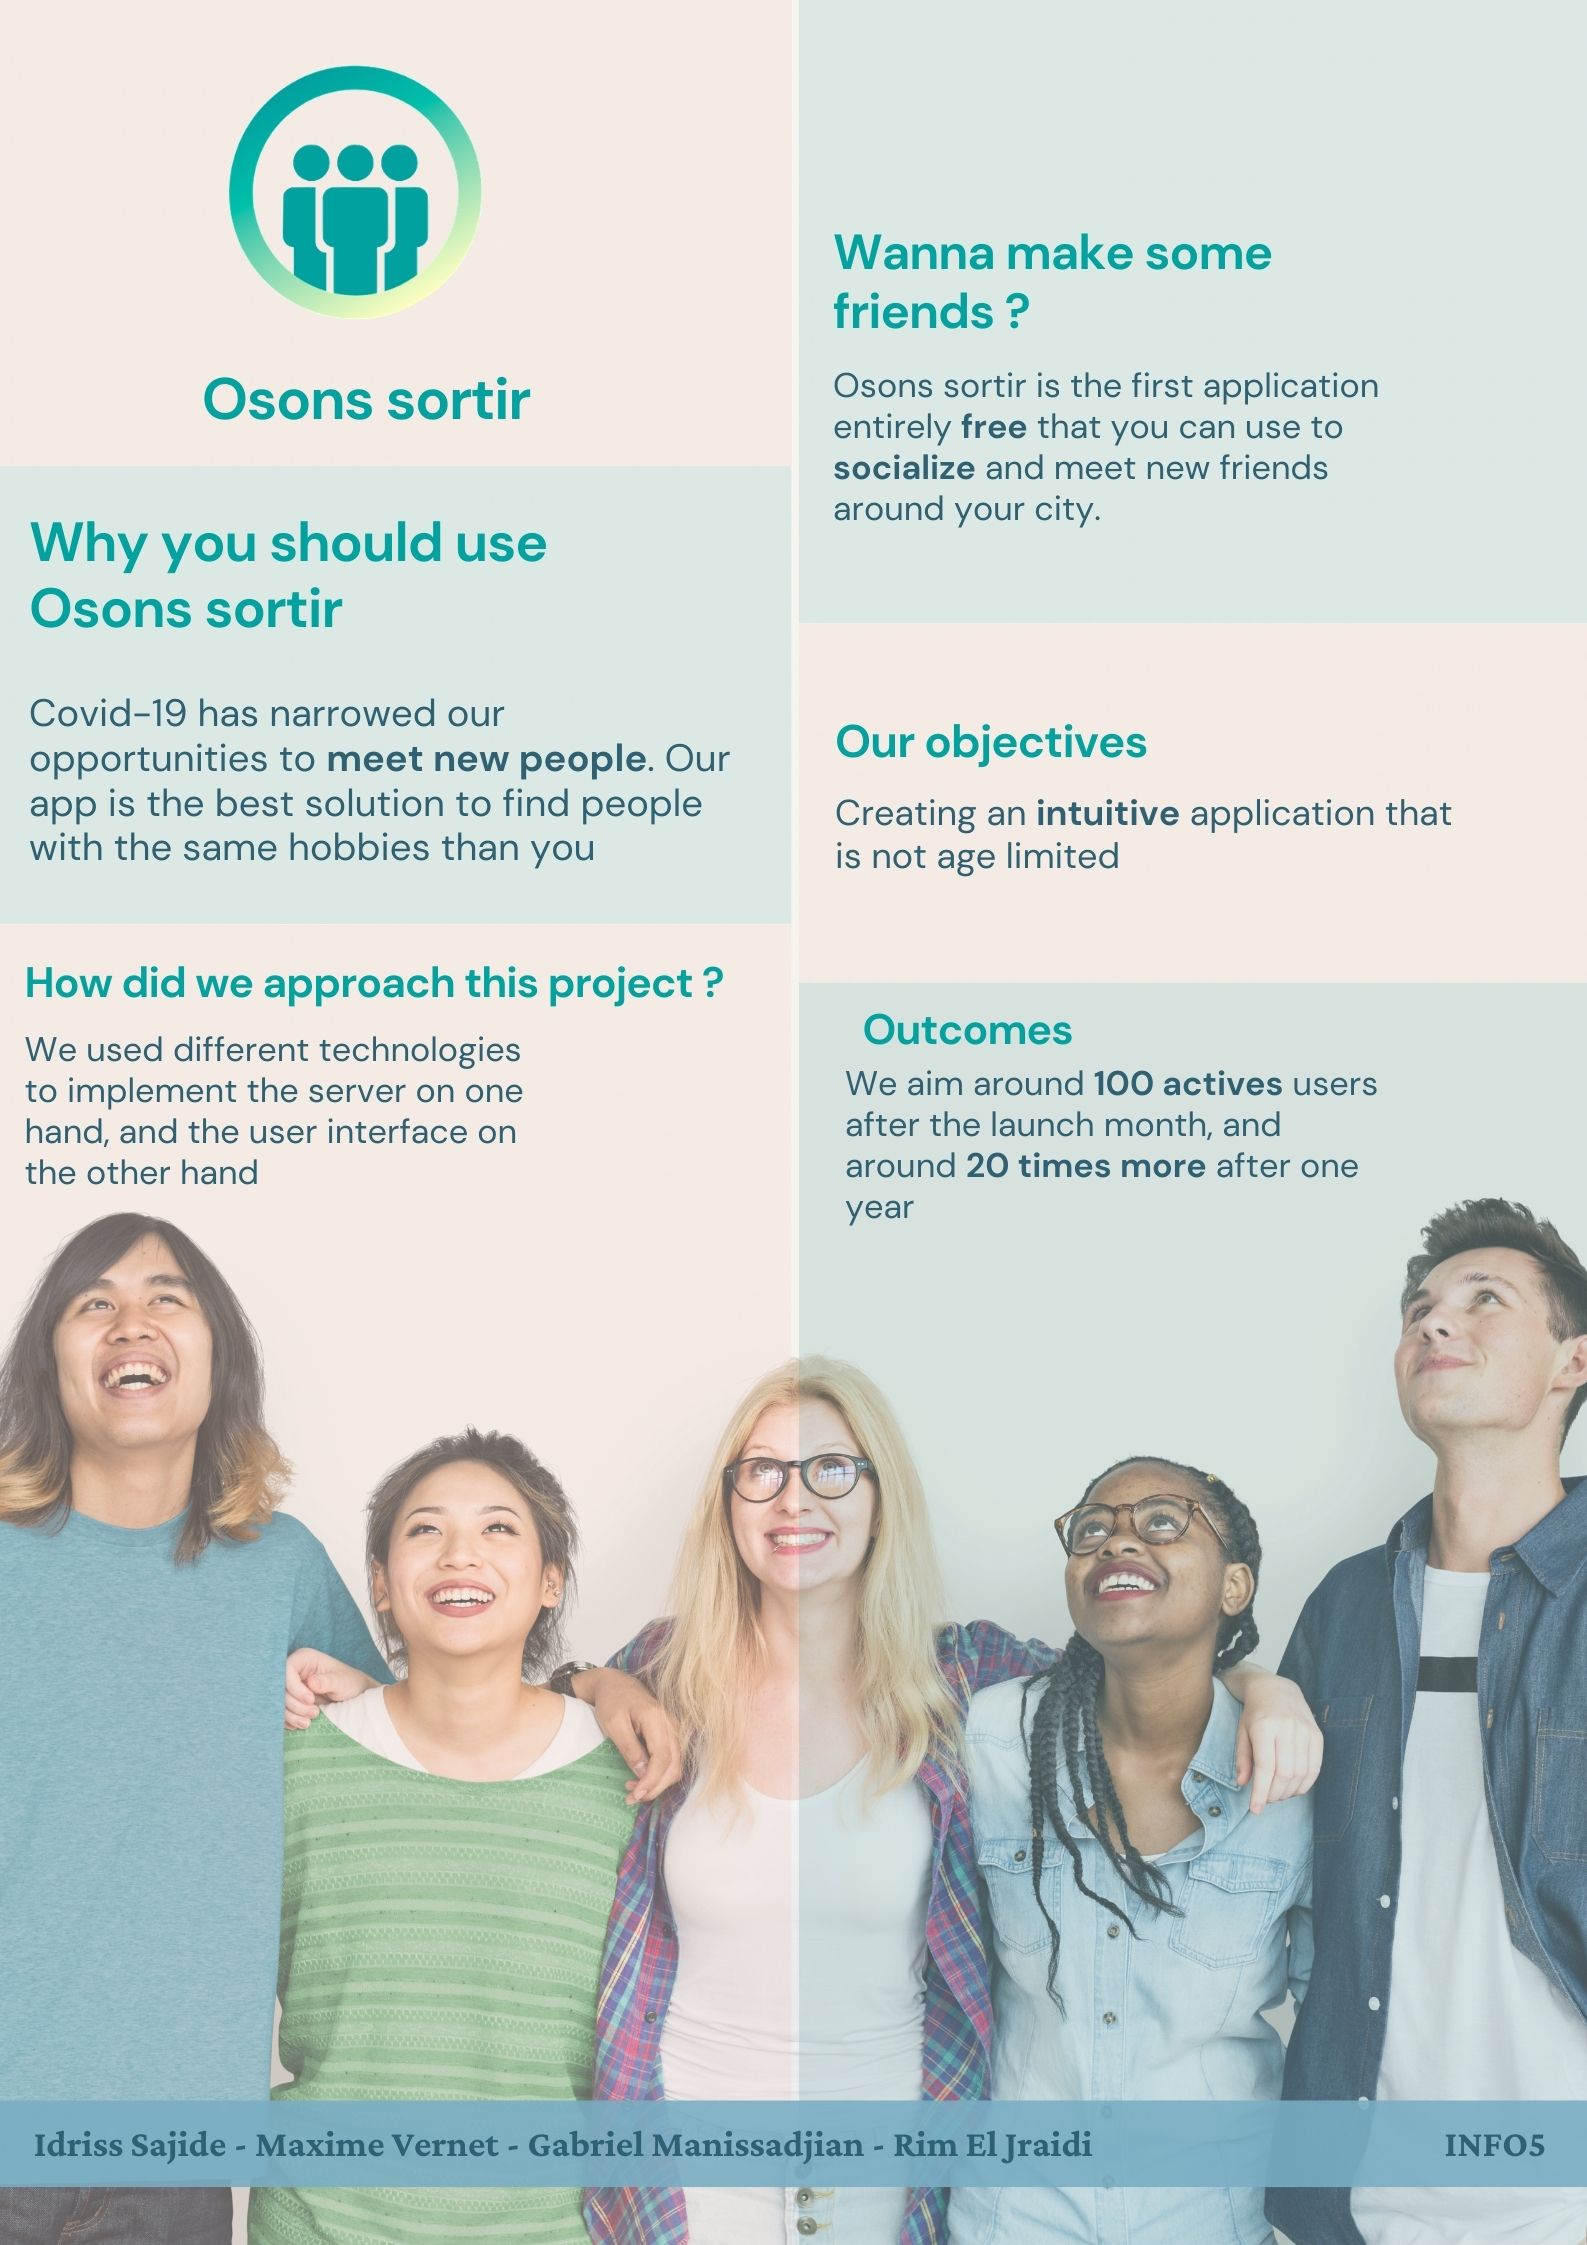 Osons sortir
Why you should use
Osons sortir
Covid-19 has narrowed our
opportunities to meet new people. Our
app is the best solution to find people
with the same hobbies than you
How did we approach this project ?
We used different technologies
to implement the server on one
hand, and the user interface on
the other hand
Wanna make some
friends ?
Osons sortir is the first application
entirely free that you can use to
socialize and meet new friends
around your city.
Our objectives
Creating an intuitive application that
is not age limited
Outcomes
We aim around 100 actives users
after the launch month, and
around 20 times more after one
year
Idriss Sajide - Maxime Vernet - Gabriel Manissadjian - Rim El Jraidi
INFO5